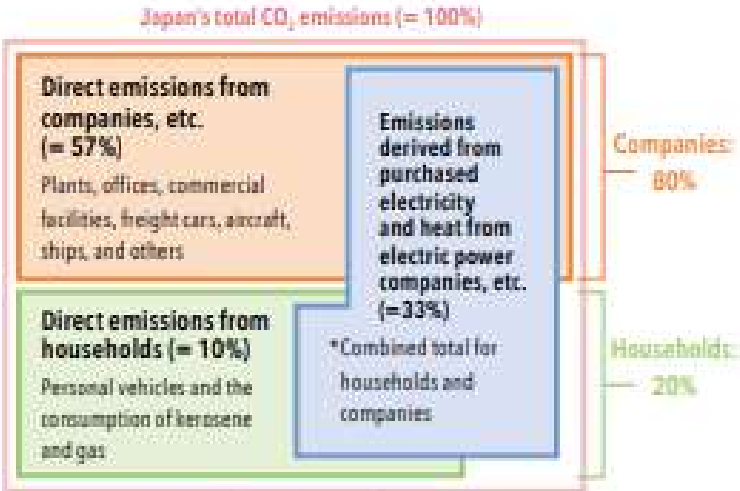 Japan's total CO₂ emissions (= 100%)
Direct emissions from
companies, etc.
(= 57%)
Plants, offices, commercial
facilities, freight cars, aircraft,
ships, and others
Emissions
derived from
purchased
electricity
and heat from
electric power
companies, etc.
(=33%)
*Combined total for
households and
companies
Companies:
80%
Direct emissions from
households (= 10%)
Personal vehicles and the
consumption of kerosene
and gas
Households:
20%